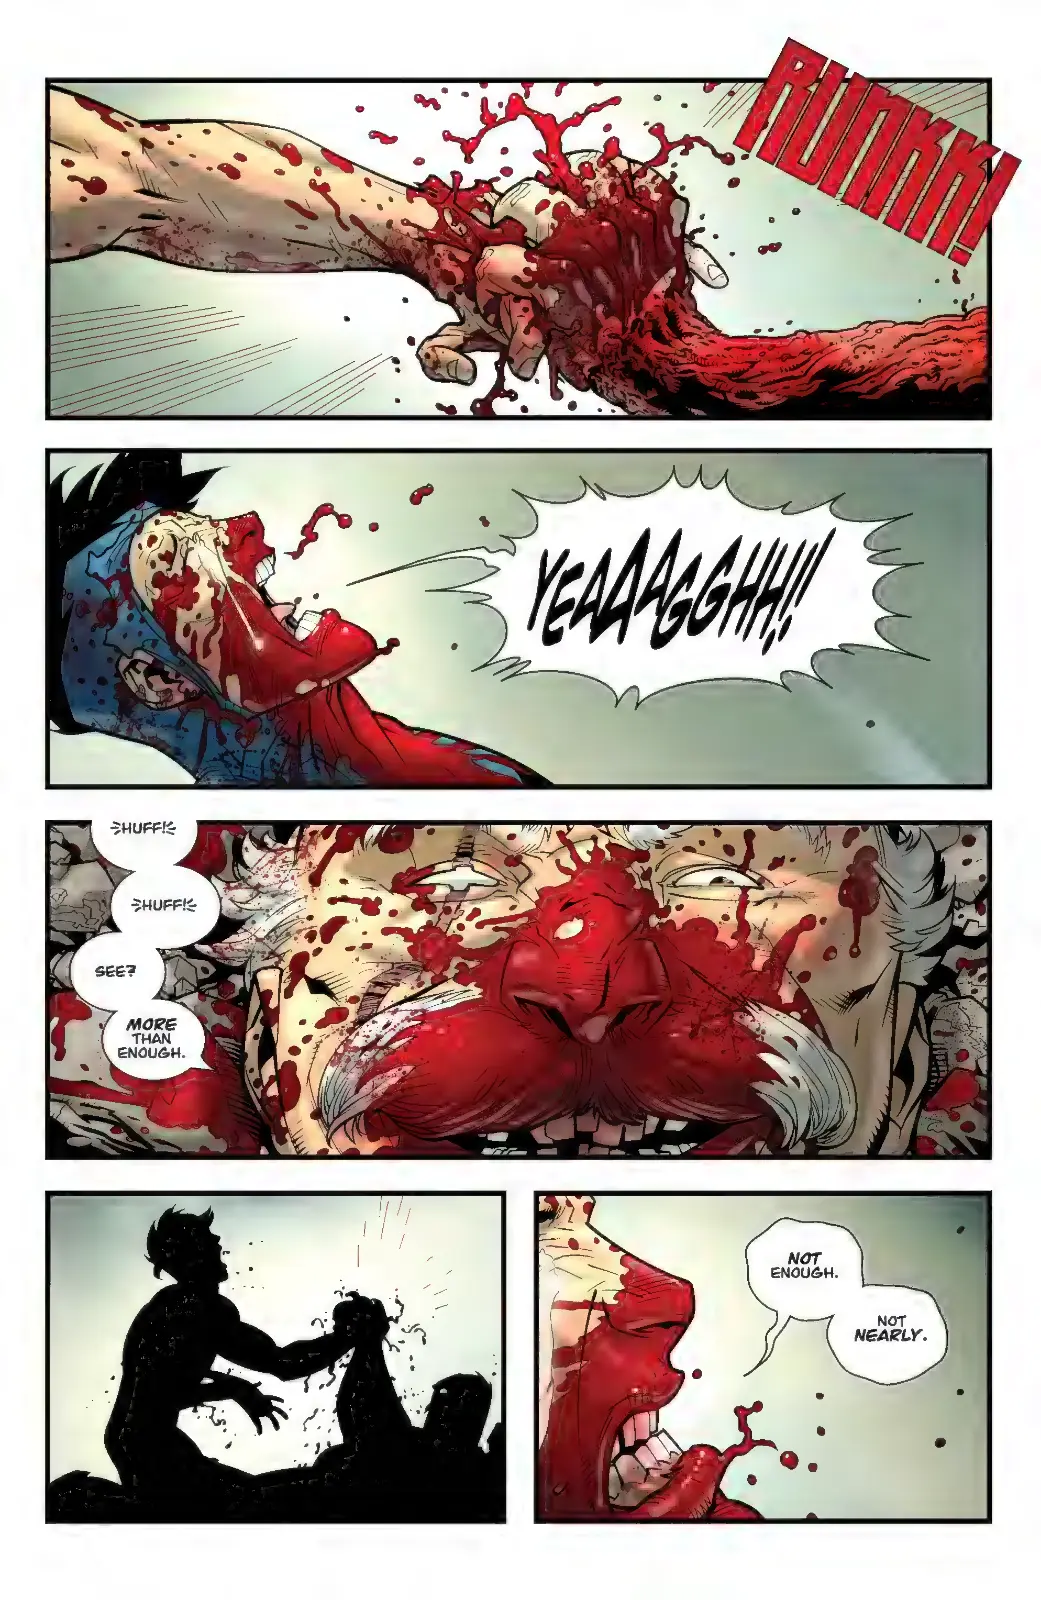 RUNKK!
YEAAAGGHH!!
HUFF!
HUFF!
SEE?
MORE
THAN
ENOUGH.
NOT
ENOUGH.
NOT
NEARLY.